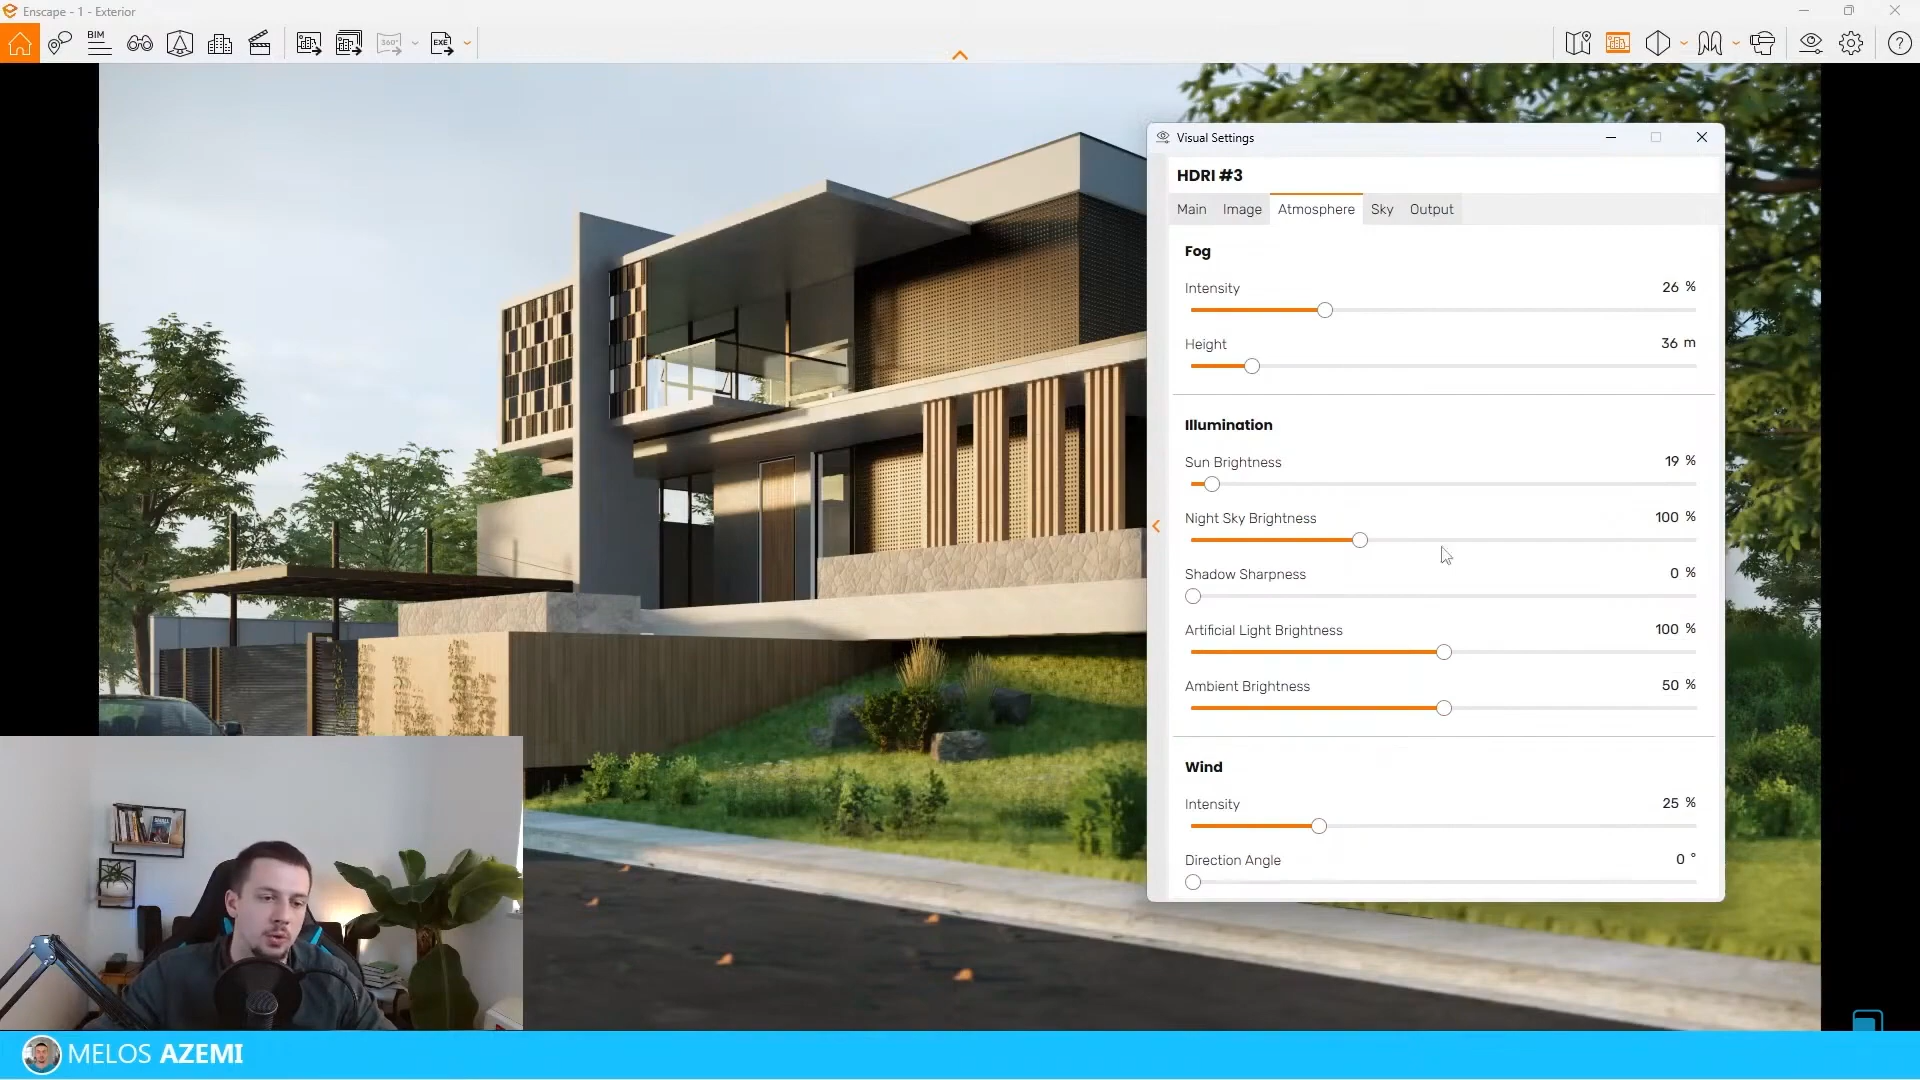 Enscape - 1 - Exterior
BIM
360°
EXE
Visual Settings
HDRI #3
Main Image Atmosphere Sky Output
Fog
Intensity 26 %
Height 36 m
Illumination
Sun Brightness 19 %
Night Sky Brightness 100 %
Shadow Sharpness 0 %
Artificial Light Brightness 100 %
Ambient Brightness 50 %
Wind
Intensity 25 %
Direction Angle 0 °
MELOS AZEMI